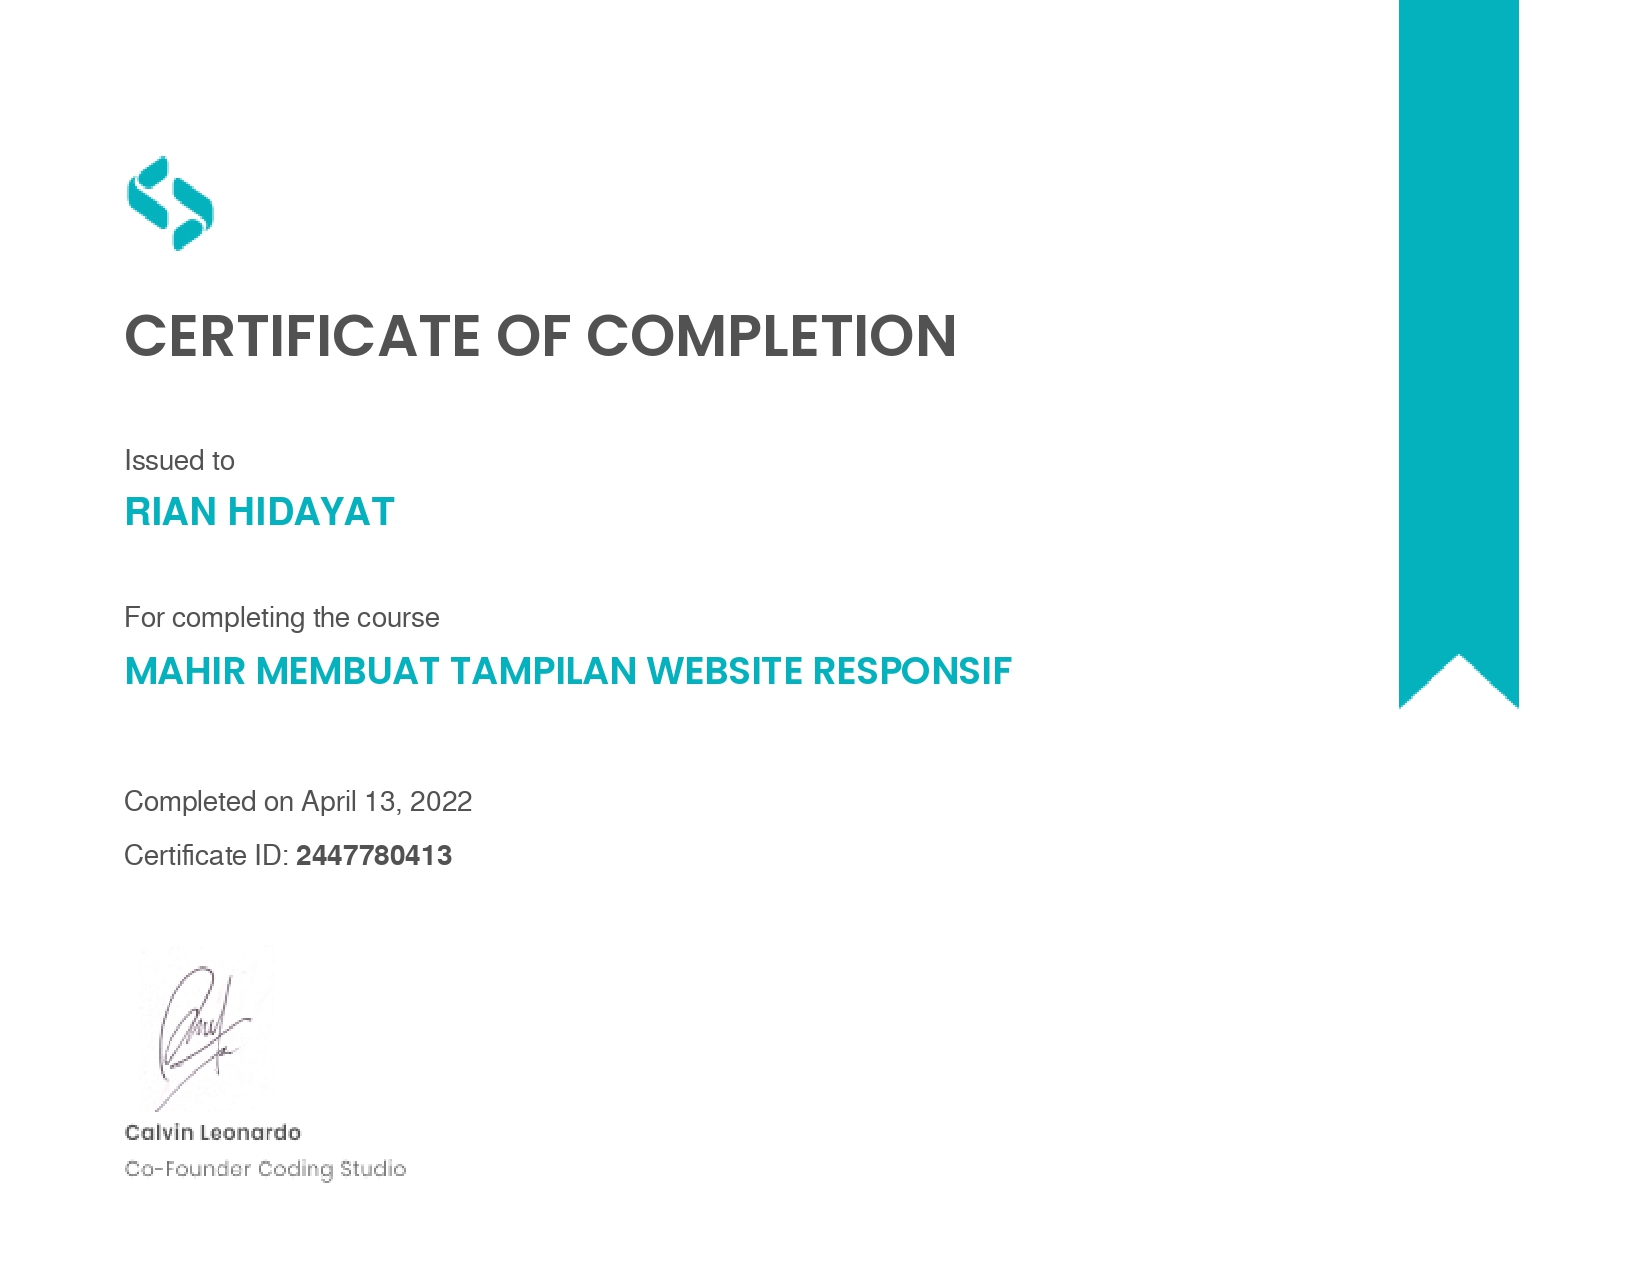 CERTIFICATE OF COMPLETION
Issued to
RIAN HIDAYAT
For completing the course
MAHIR MEMBUAT TAMPILAN WEBSITE RESPONSIF
Completed on April 13, 2022
Certificate ID: 2447780413
Calvin Leonardo
Co-Founder Coding Studio